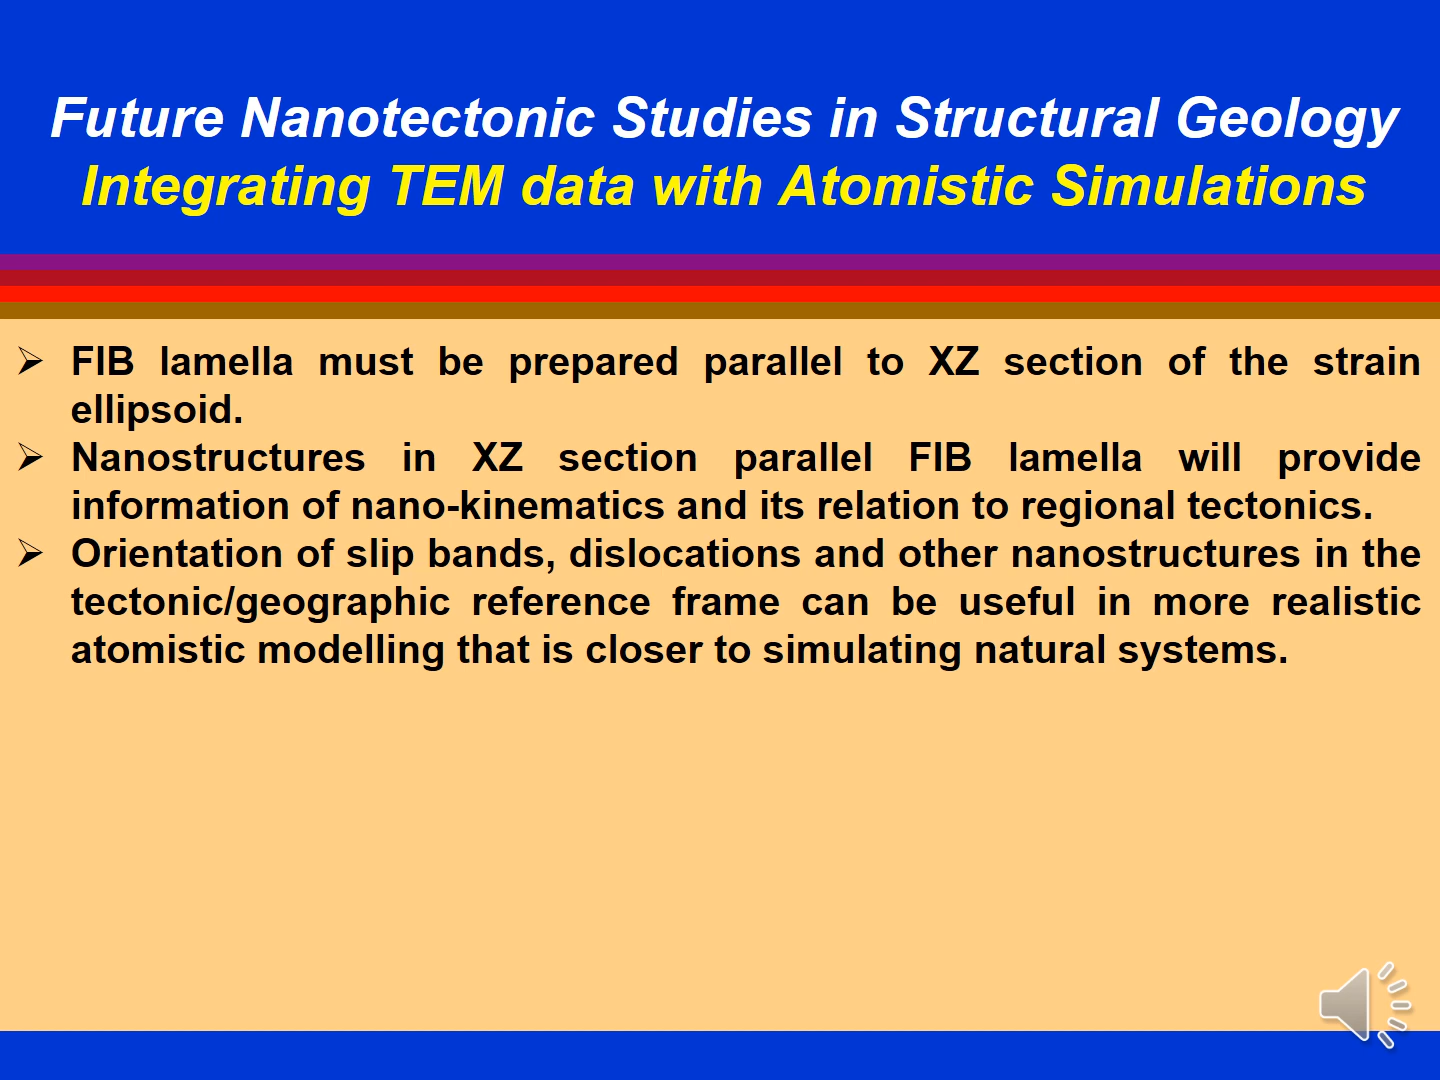 Future Nanotectonic Studies in Structural Geology
Integrating TEM data with Atomistic Simulations
➢ FIB lamella must be prepared parallel to XZ section of the strain
ellipsoid.
➢ Nanostructures in XZ section parallel FIB lamella will provide
information of nano-kinematics and its relation to regional tectonics.
➢ Orientation of slip bands, dislocations and other nanostructures in the
tectonic/geographic reference frame can be useful in more realistic
atomistic modelling that is closer to simulating natural systems.